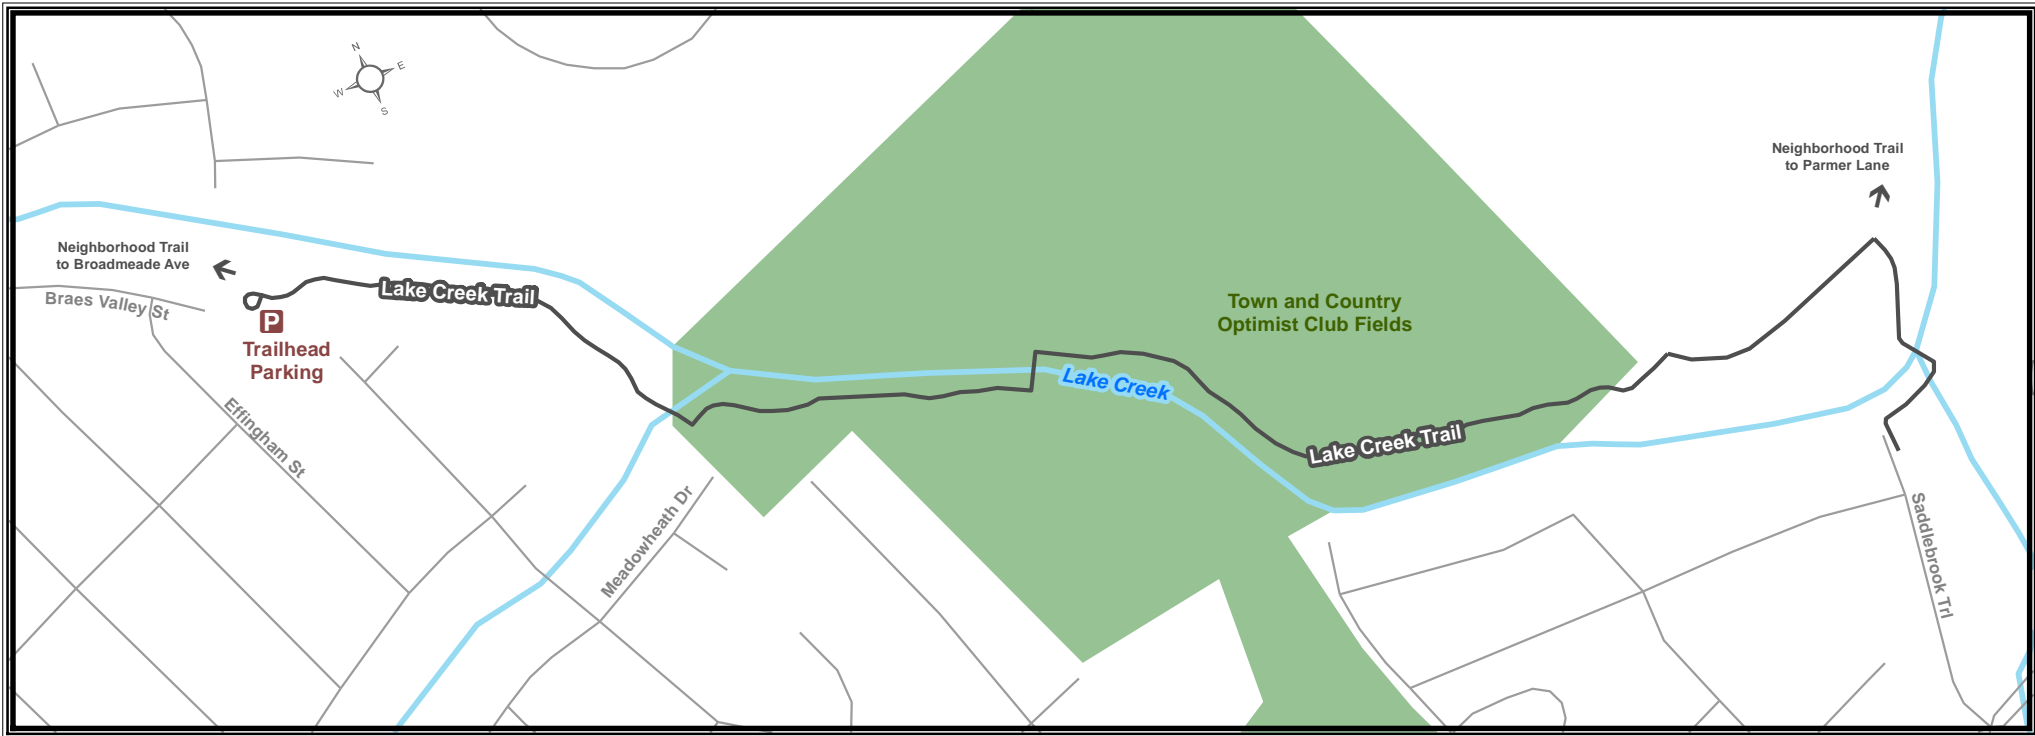 N
E
W
S
Neighborhood Trail
to Parmer Lane
Neighborhood Trail
to Broadmeade Ave
Braes Valley St
Lake Creek Trail
P
Trailhead
Parking
Town and Country
Optimist Club Fields
Lake Creek
Effingham St
Lake Creek Trail
Meadowheath Dr
Saddlebrook Trl